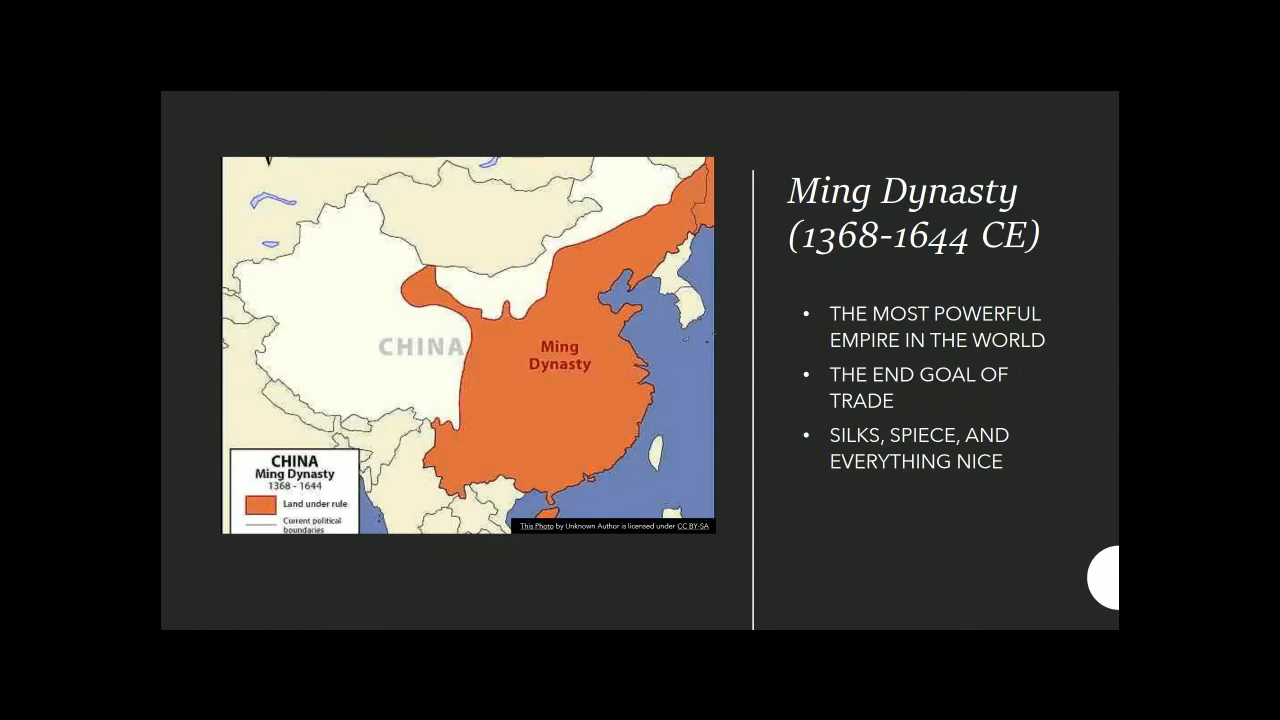 CHINA
Ming
Dynasty
CHINA
Ming Dynasty
1368 - 1644
Land under rule
Current political
boundaries
This Photo by Unknown Author is licensed under CC BY-SA
Ming Dynasty
(1368-1644 CE)
• THE MOST POWERFUL
EMPIRE IN THE WORLD
• THE END GOAL OF
TRADE
• SILKS, SPIECE, AND
EVERYTHING NICE